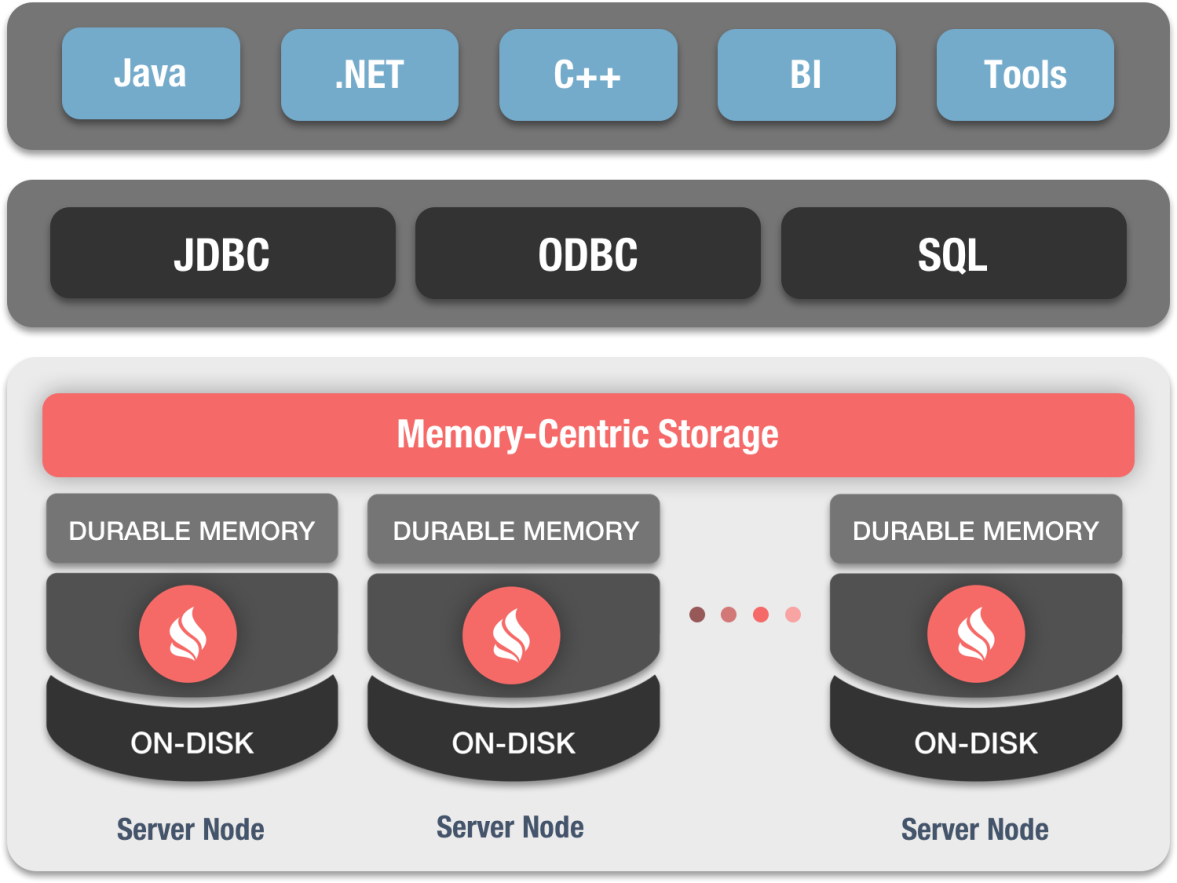 Java
.NET
C++
BI
Tools
JDBC
ODBC
SQL
Memory-Centric Storage
DURABLE MEMORY
DURABLE MEMORY
DURABLE MEMORY
ON-DISK
ON-DISK
ON-DISK
Server Node
Server Node
Server Node